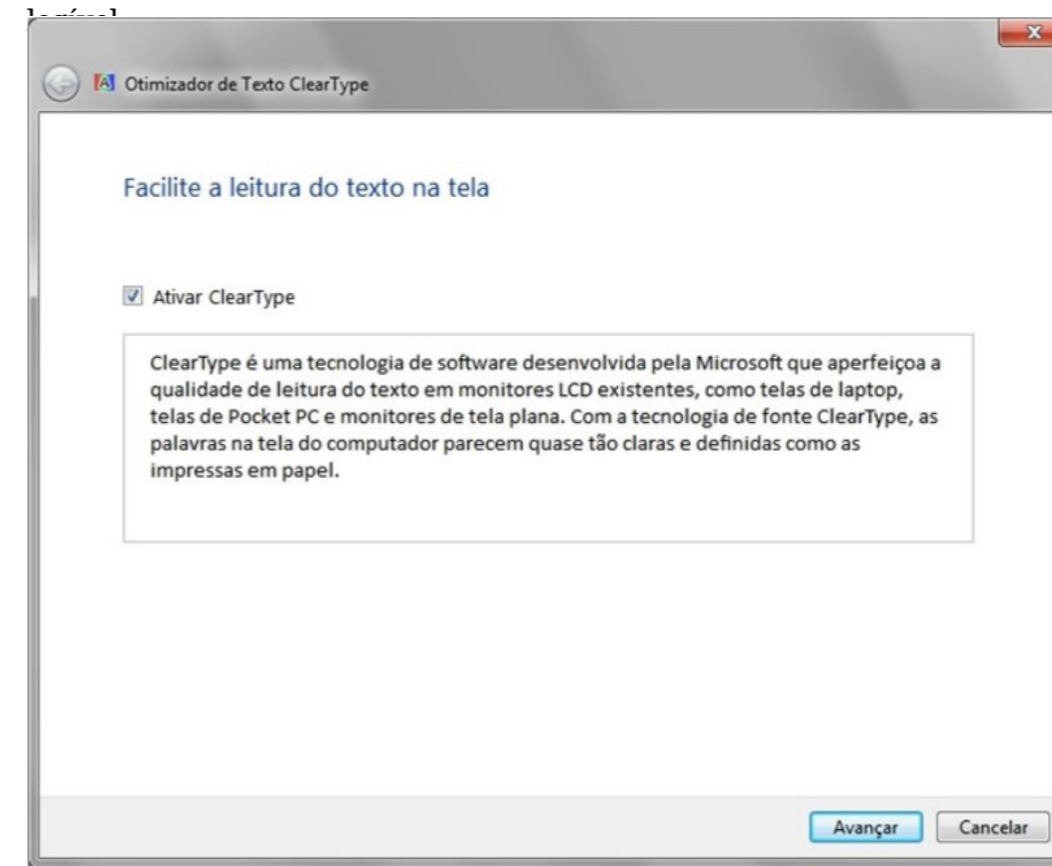 legível
Otimizador de Texto ClearType
Facilite a leitura do texto na tela
Ativar ClearType
ClearType é uma tecnologia de software desenvolvida pela Microsoft que aperfeiçoa a
qualidade de leitura do texto em monitores LCD existentes, como telas de laptop,
telas de Pocket PC e monitores de tela plana. Com a tecnologia de fonte ClearType, as
palavras na tela do computador parecem quase tão claras e definidas como as
impressas em papel.
Avançar Cancelar